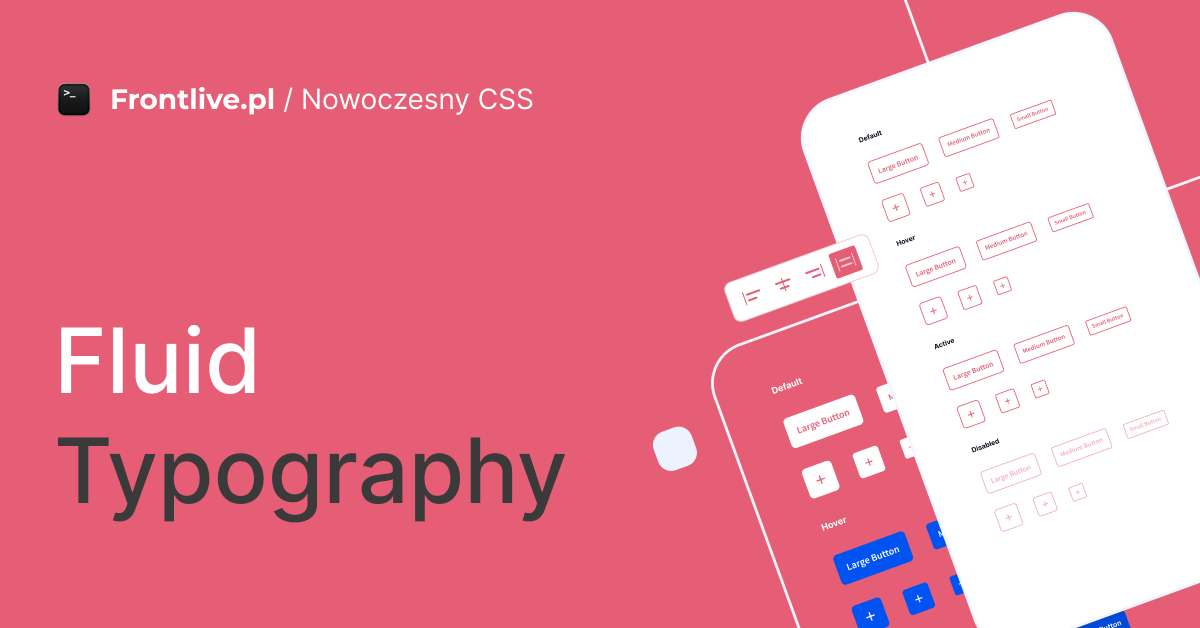 >_
Frontlive.pl / Nowoczesny CSS
Fluid
Typography
Default
Large Button
Medium Button
Small Button
+ + +
Hover
Large Button
Medium Button
Small Button
+ + +
Active
Large Button
Medium Button
Small Button
+ + +
Disabled
Large Button
Medium Button
Small Button
+ + +
Default
Large Button
+ +
Hover
Large Button
+ +
Button